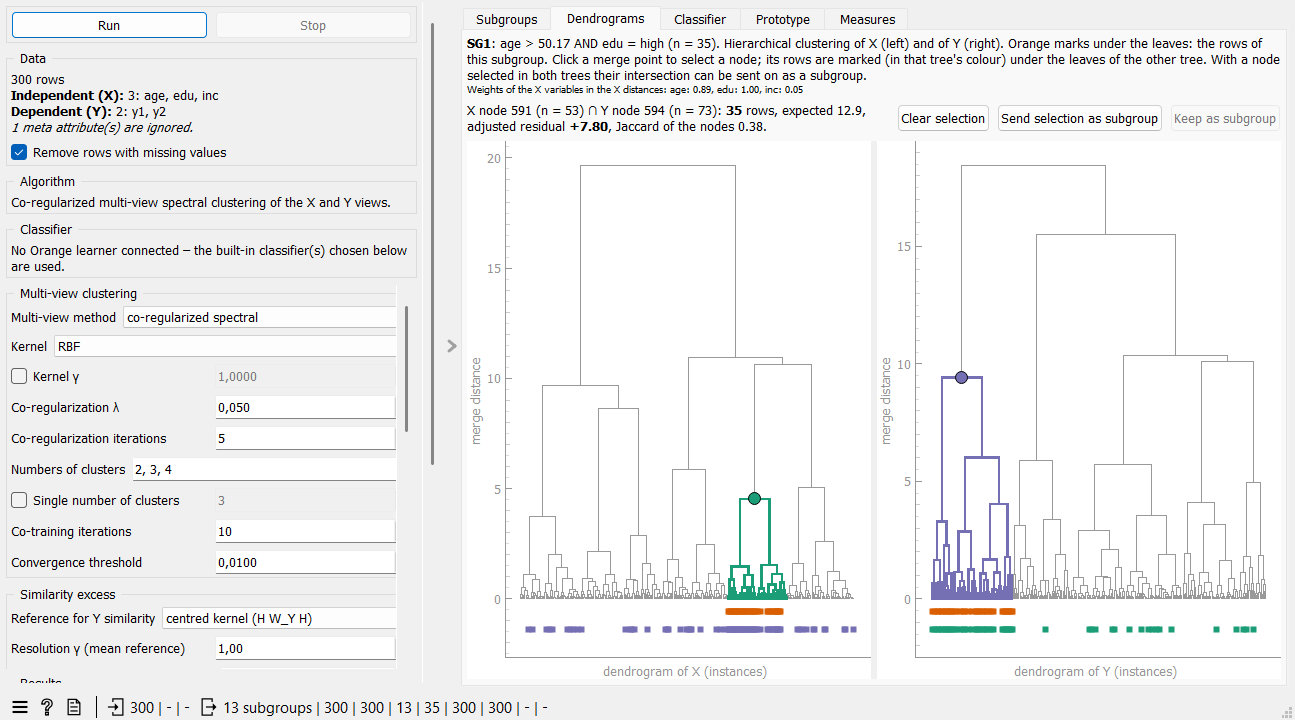 Run
Stop
Data
300 rows
Independent (X): 3: age, edu, inc
Dependent (Y): 2: y1, y2
1 meta attribute(s) are ignored.
Remove rows with missing values
Algorithm
Co-regularized multi-view spectral clustering of the X and Y views.
Classifier
No Orange learner connected – the built-in classifier(s) chosen below
are used.
Multi-view clustering
Multi-view method co-regularized spectral
Kernel RBF
Kernel γ 1,0000
Co-regularization λ 0,050
Co-regularization iterations 5
Numbers of clusters 2, 3, 4
Single number of clusters 3
Co-training iterations 10
Convergence threshold 0,0100
Similarity excess
Reference for Y similarity centred kernel (H W_Y H)
Resolution γ (mean reference) 1,00
Results
Subgroups Dendrograms Classifier Prototype Measures
SG1: age > 50.17 AND edu = high (n = 35). Hierarchical clustering of X (left) and of Y (right). Orange marks under the leaves: the rows of
this subgroup. Click a merge point to select a node; its rows are marked (in that tree's colour) under the leaves of the other tree. With a node
selected in both trees their intersection can be sent on as a subgroup.
Weights of the X variables in the X distances: age: 0.89, edu: 1.00, inc: 0.05
X node 591 (n = 53) ∩ Y node 594 (n = 73): 35 rows, expected 12.9,
adjusted residual +7.80, Jaccard of the nodes 0.38.
Clear selection
Send selection as subgroup
Keep as subgroup
20
15
10
5
0
merge distance
dendrogram of X (instances)
15
10
5
0
merge distance
dendrogram of Y (instances)
300 | - | - 13 subgroups | 300 | 300 | 13 | 35 | 300 | 300 | - | -